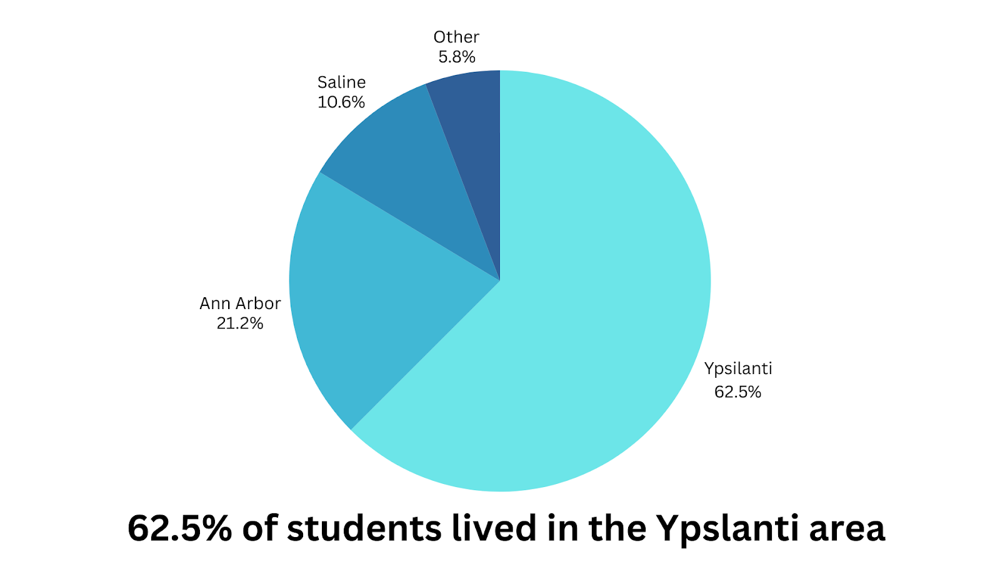 Other
5.8%
Saline
10.6%
Ann Arbor
21.2%
Ypsilanti
62.5%
62.5% of students lived in the Ypslanti area